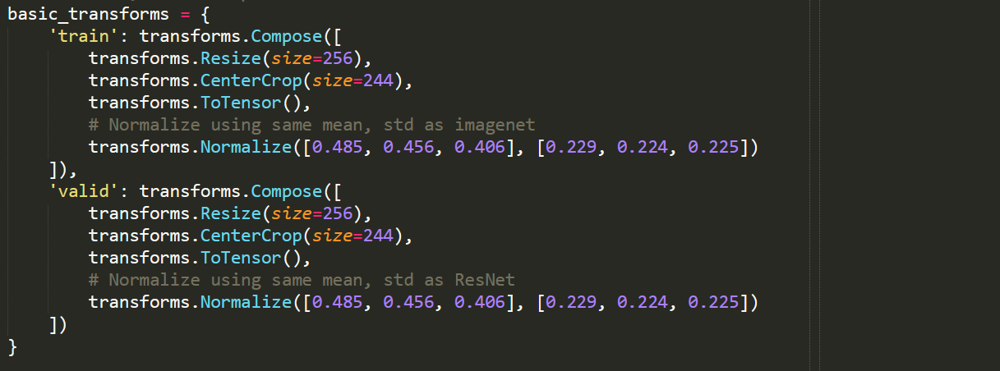 basic_transforms = {
    'train': transforms.Compose([
        transforms.Resize(size=256),
        transforms.CenterCrop(size=244),
        transforms.ToTensor(),
        # Normalize using same mean, std as imagenet
        transforms.Normalize([0.485, 0.456, 0.406], [0.229, 0.224, 0.225])
    ]),
    'valid': transforms.Compose([
        transforms.Resize(size=256),
        transforms.CenterCrop(size=244),
        transforms.ToTensor(),
        # Normalize using same mean, std as ResNet
        transforms.Normalize([0.485, 0.456, 0.406], [0.229, 0.224, 0.225])
    ])
}